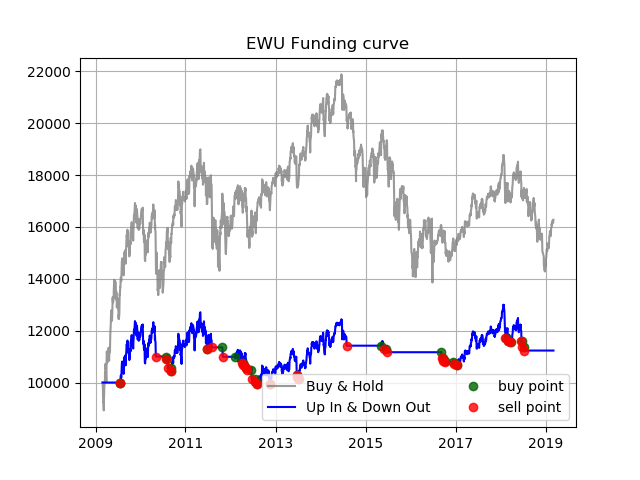 EWU Funding curve
22000
20000
18000
16000
14000
12000
10000
Buy & Hold
Up In & Down Out
buy point
sell point
2009
2011
2013
2015
2017
2019